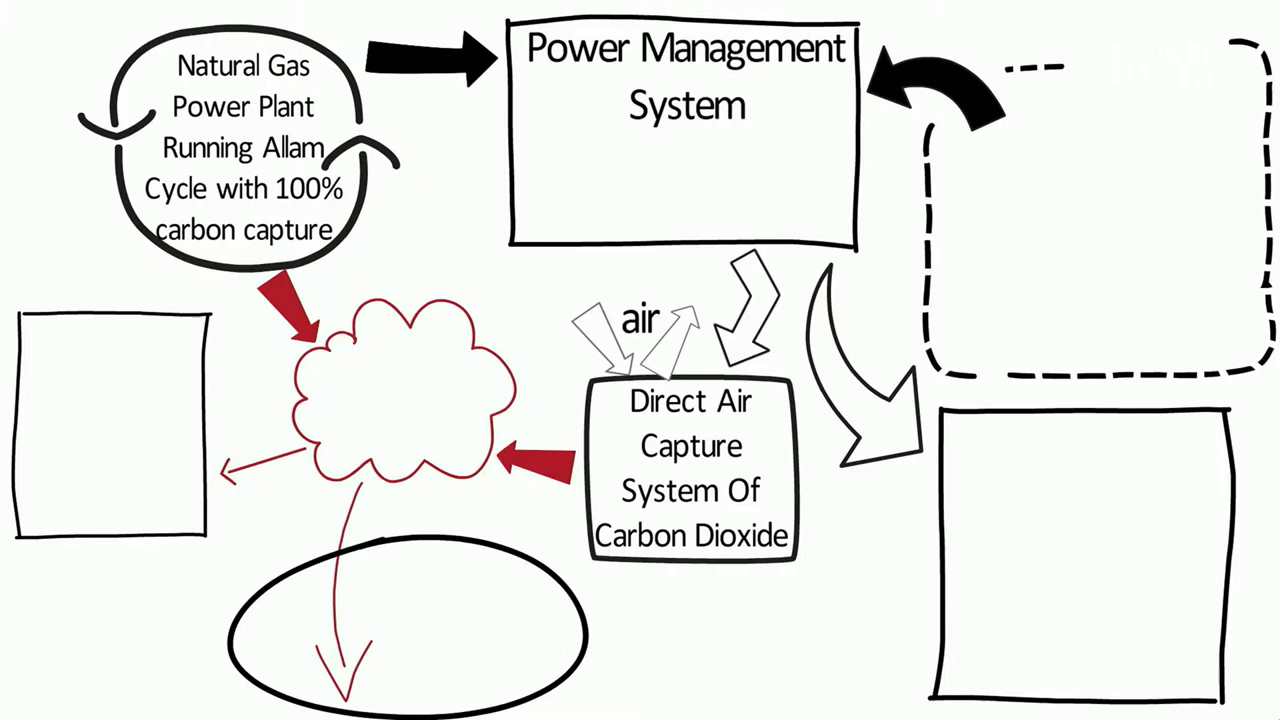 Natural Gas
Power Plant
Running Allam
Cycle with 100%
carbon capture
Power Management
System
air
Direct Air
Capture
System Of
Carbon Dioxide